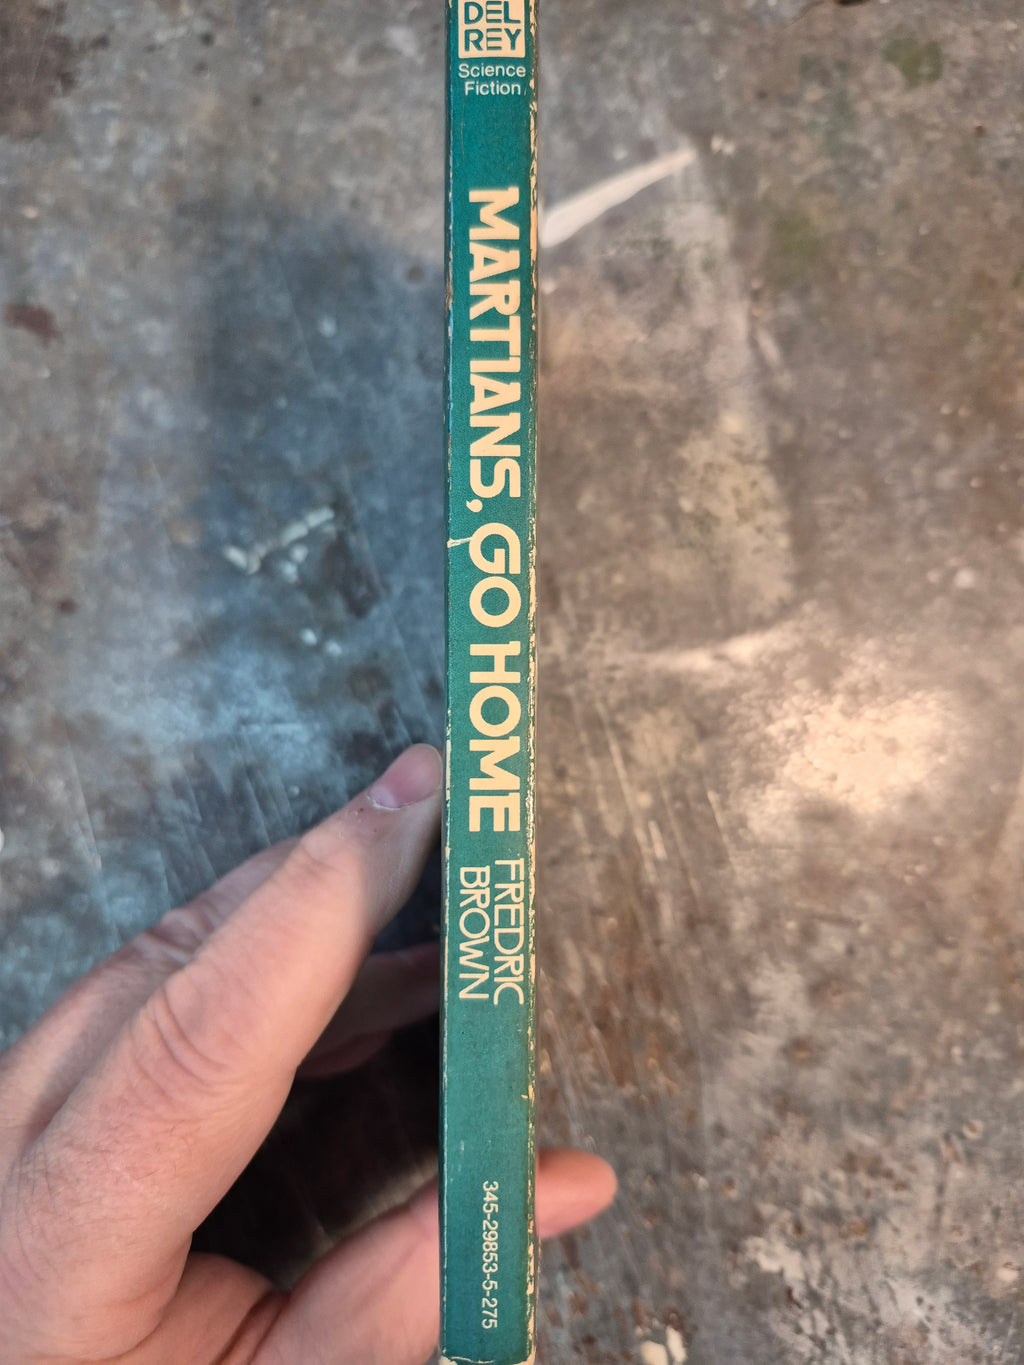 DEL
REY
Science
Fiction
MARTIANS, GO HOME
FREDRIC
BROWN
345-29853-5-275